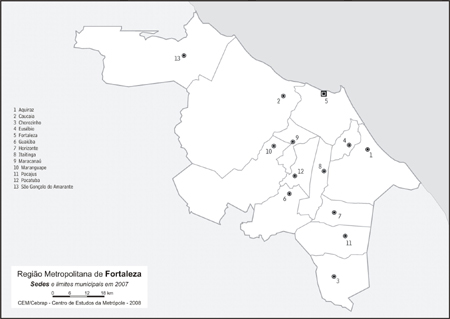 13
2
5
1 Aquiraz
2 Caucaia
3 Chorozinho
4 Eusébio
5 Fortaleza
6 Guaiúba
7 Horizonte
8 Itaitinga
9 Maracanaú
10 Maranguape
11 Pacajus
12 Pacatuba
13 São Gonçalo do Amarante
9
4
10
1
8
12
6
7
11
3
Região Metropolitana de Fortaleza
Sedes e limites municipais em 2007
0 6 12 18 km
CEM/Cebrap - Centro de Estudos da Metrópole - 2008